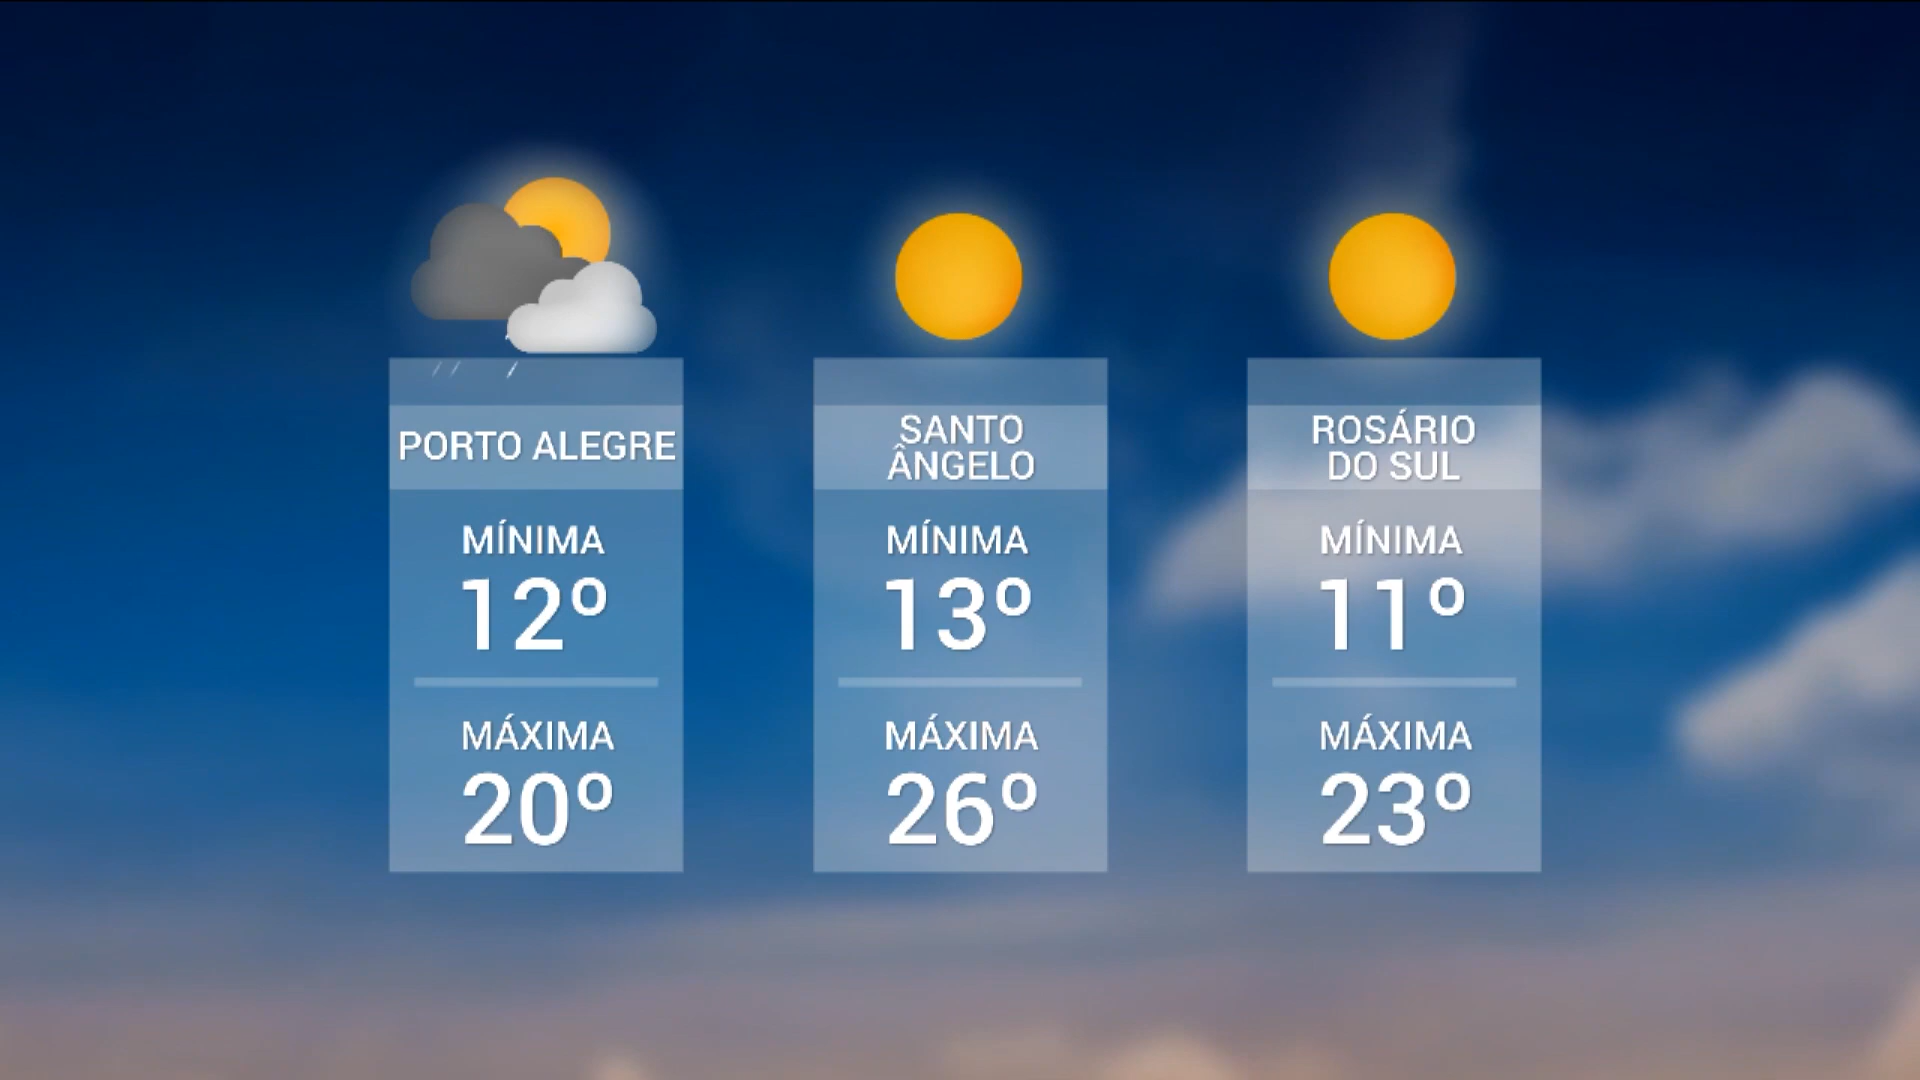 PORTO ALEGRE
MÍNIMA
12º
MÁXIMA
20º
SANTO
ÂNGELO
MÍNIMA
13º
MÁXIMA
26º
ROSÁRIO
DO SUL
MÍNIMA
11º
MÁXIMA
23º